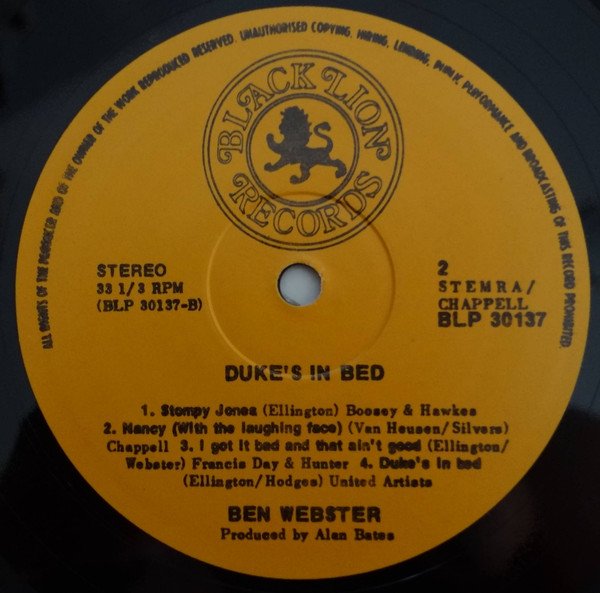 ALL RIGHTS OF THE PRODUCER AND OF THE OWNER OF THE WORK REPRODUCED RESERVED. UNAUTHORISED COPYING, HIRING, LENDING, PUBLIC PERFORMANCE AND BROADCASTING OF THIS RECORD PROHIBITED.
BLACK LION
RECORDS
STEREO
33 1/3 RPM
(BLP 30137-B)
2
STEMRA/
CHAPPELL
BLP 30137
DUKE'S IN BED
1. Stompy Jones (Ellington) Boosey & Hawkes
2. Nancy (With the laughing face) (Van Heusen/Silvers)
Chappell 3. I got it bad and that ain't good (Ellington/
Webster) Francis Day & Hunter 4. Duke's in bed
(Ellington/Hodges) United Artists
BEN WEBSTER
Produced by Alan Bates